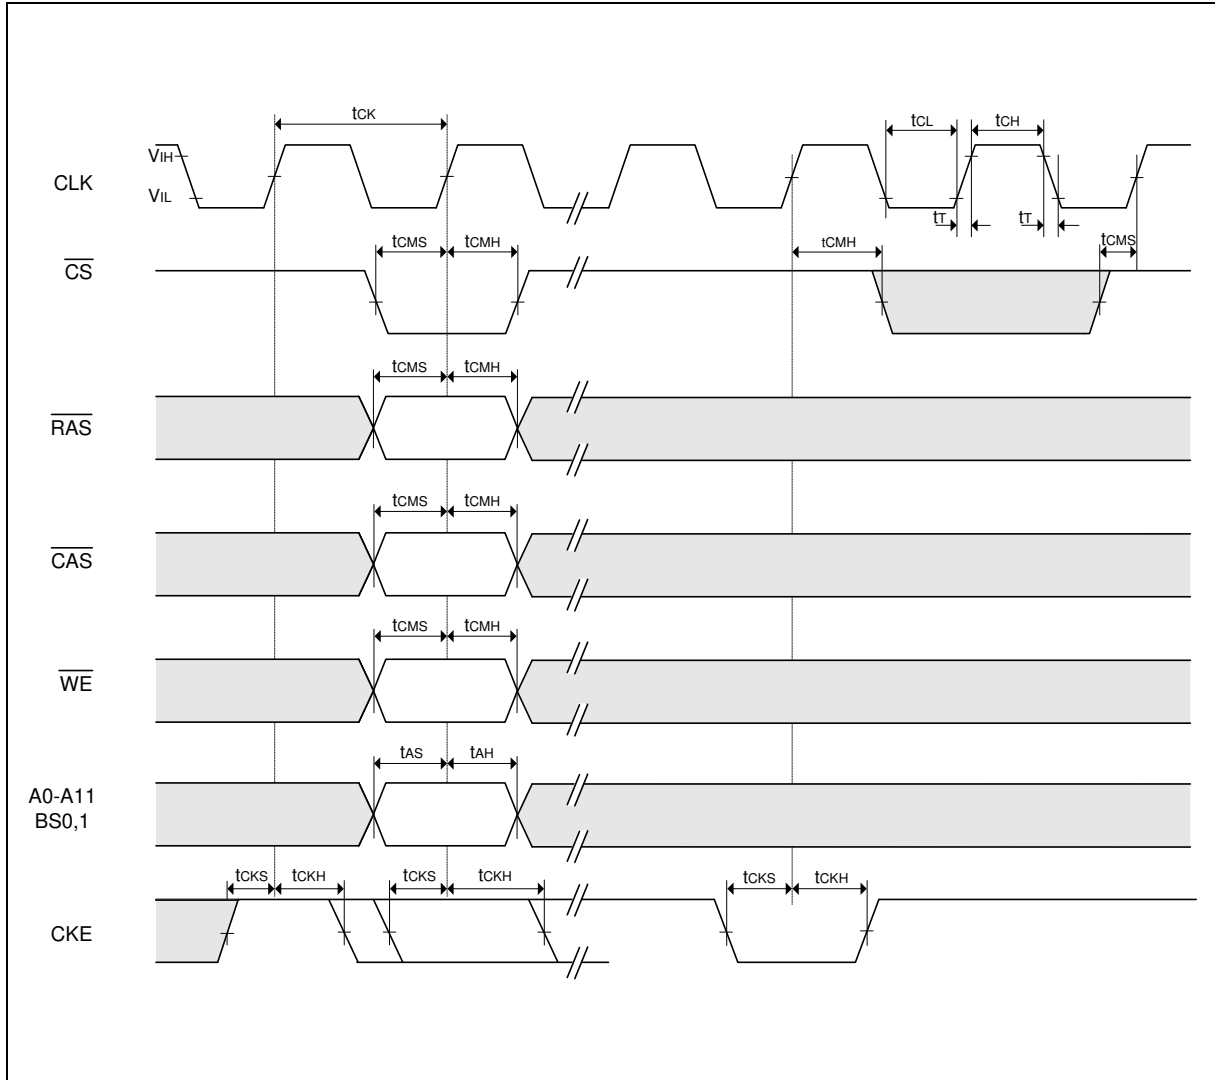 tCK
tCL
tCH
VIH
CLK
VIL
tT
tT
tCMS
tCMH
tCMH
tCMS
CS
tCMS
tCMH
RAS
tCMS
tCMH
CAS
tCMS
tCMH
WE
tAS
tAH
A0-A11
BS0,1
tCKS
tCKH
tCKS
tCKH
tCKS
tCKH
CKE